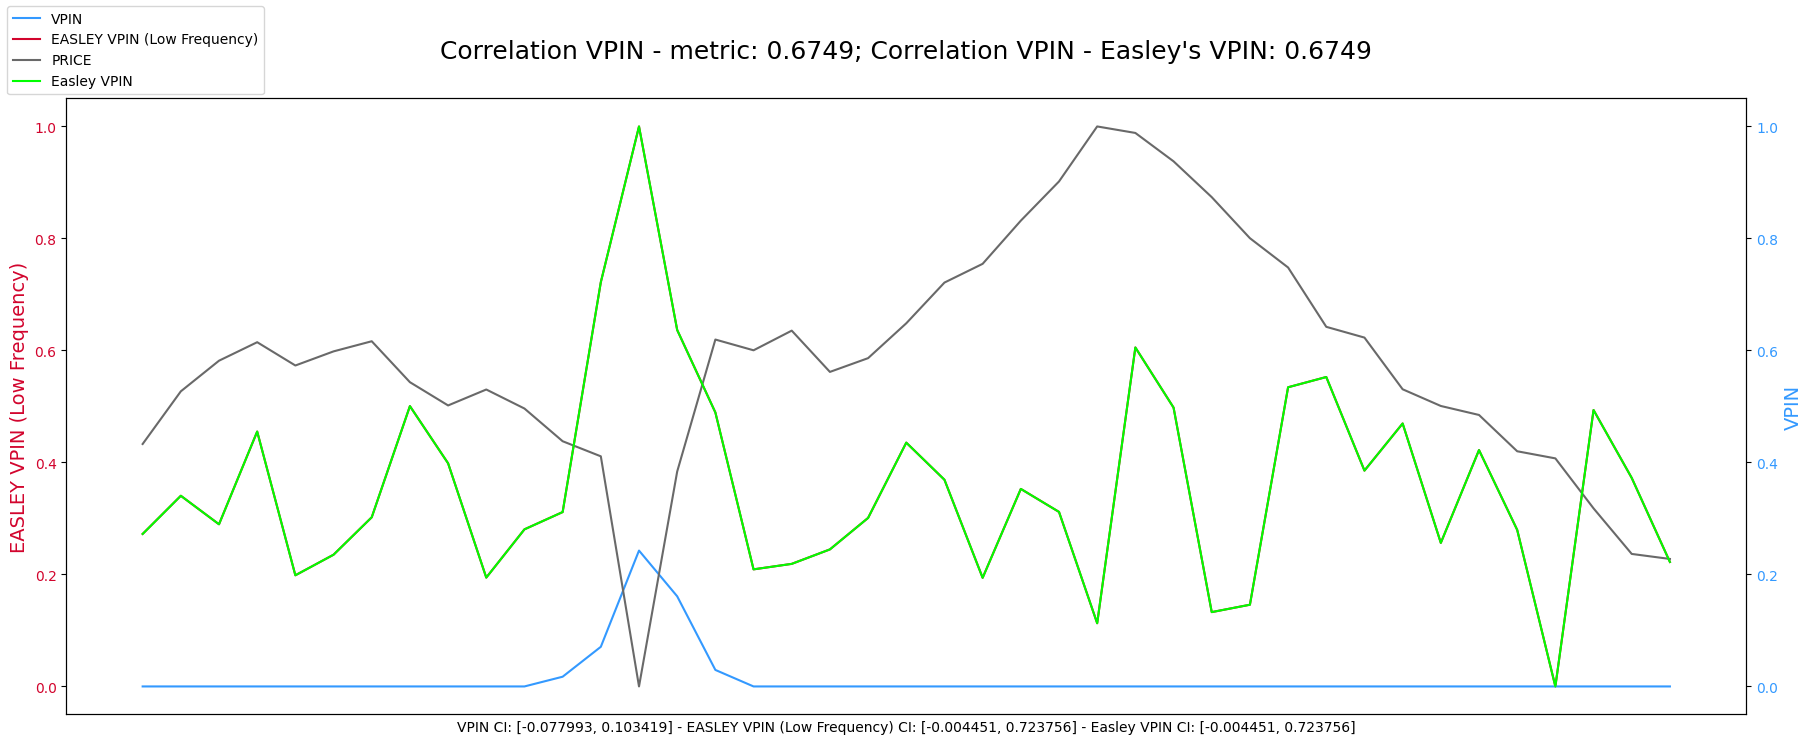 VPIN
EASLEY VPIN (Low Frequency)
PRICE
Easley VPIN
Correlation VPIN - metric: 0.6749; Correlation VPIN - Easley's VPIN: 0.6749
EASLEY VPIN (Low Frequency)
1.0
0.8
0.6
0.4
0.2
0.0
1.0
0.8
0.6
0.4
0.2
0.0
VPIN
VPIN CI: [-0.077993, 0.103419] - EASLEY VPIN (Low Frequency) CI: [-0.004451, 0.723756] - Easley VPIN CI: [-0.004451, 0.723756]